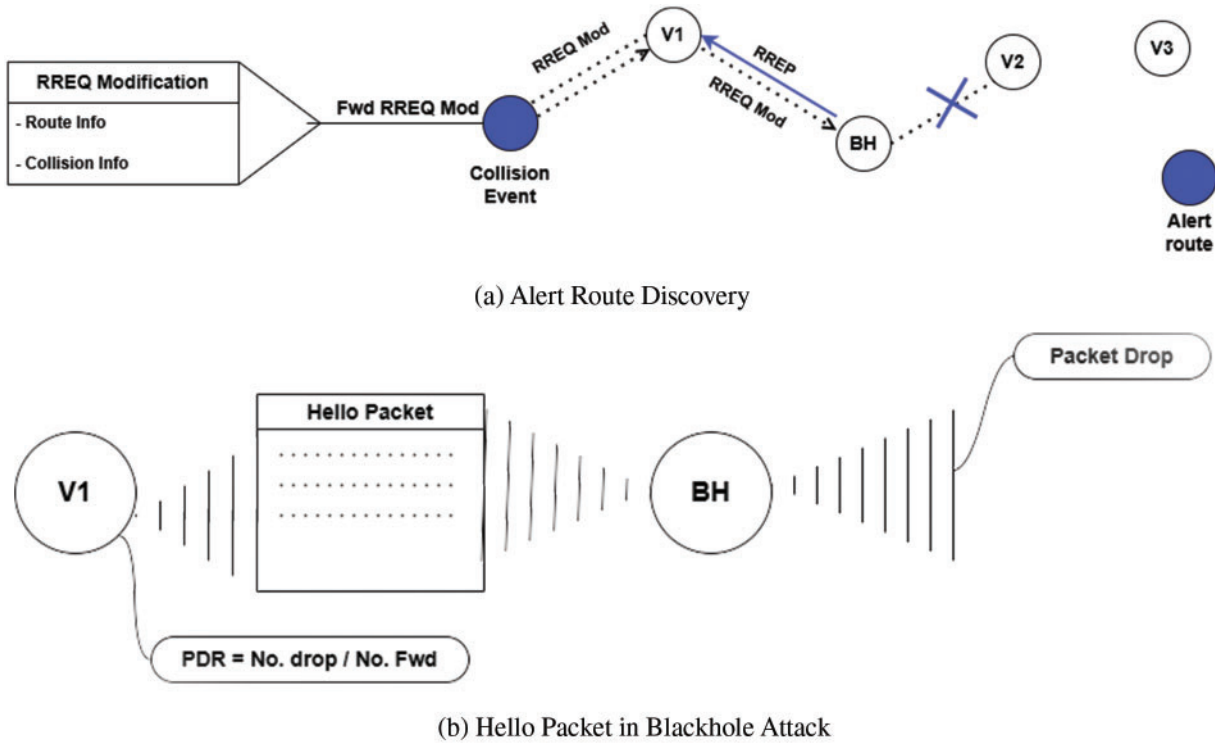 RREQ Modification
- Route Info
- Collision Info
Fwd RREQ Mod
Collision
Event
RREQ Mod
V1
RREP
RREQ Mod
BH
V2
V3
Alert
route
(a) Alert Route Discovery
Packet Drop
Hello Packet
V1
BH
PDR = No. drop / No. Fwd
(b) Hello Packet in Blackhole Attack